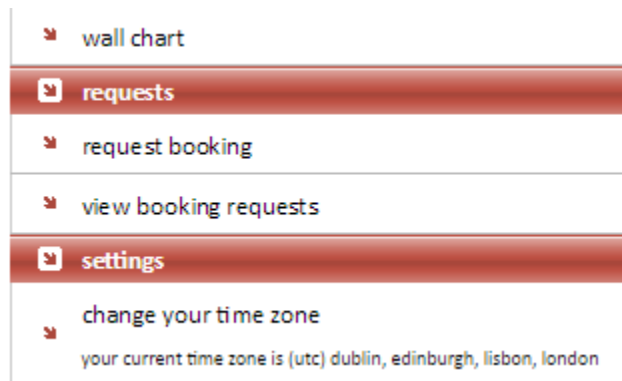 wall chart
requests
request booking
view booking requests
settings
change your time zone
your current time zone is (utc) dublin, edinburgh, lisbon, london